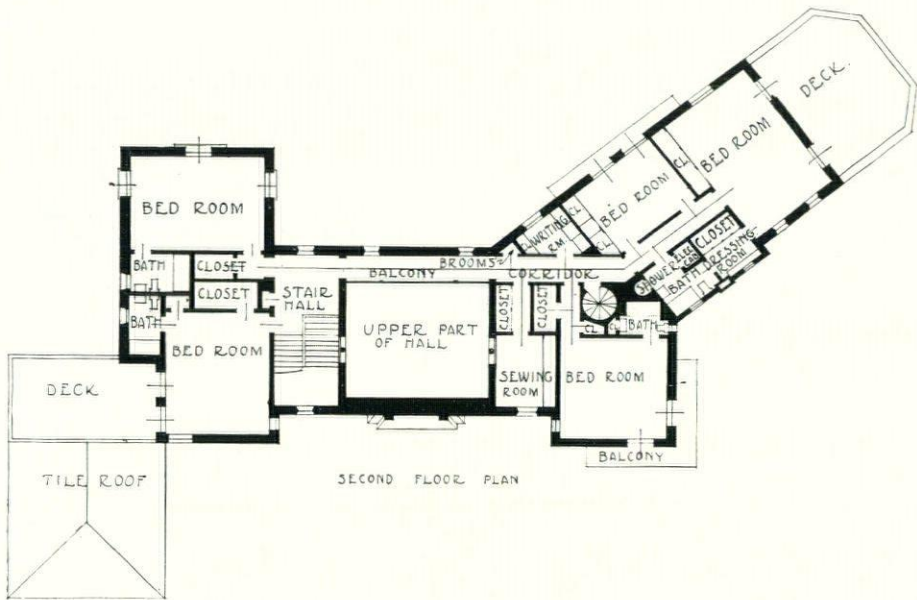 DECK.
BED ROOM
CL
BED ROOM
CL
WRITING
RM.
CL
CL
BROOMS
BED ROOM
BATH
CLOSET
BALCONY
CORRIDOR
CLOSET
SHOWER
BATH
DRESSING
ROOM
CLOSET
STAIR
HALL
BATH
BED ROOM
UPPER PART
OF HALL
CLOSET
CLOSET
CL
CL
BATH
SEWING
ROOM
BED ROOM
DECK
BALCONY
TILE ROOF
SECOND FLOOR PLAN